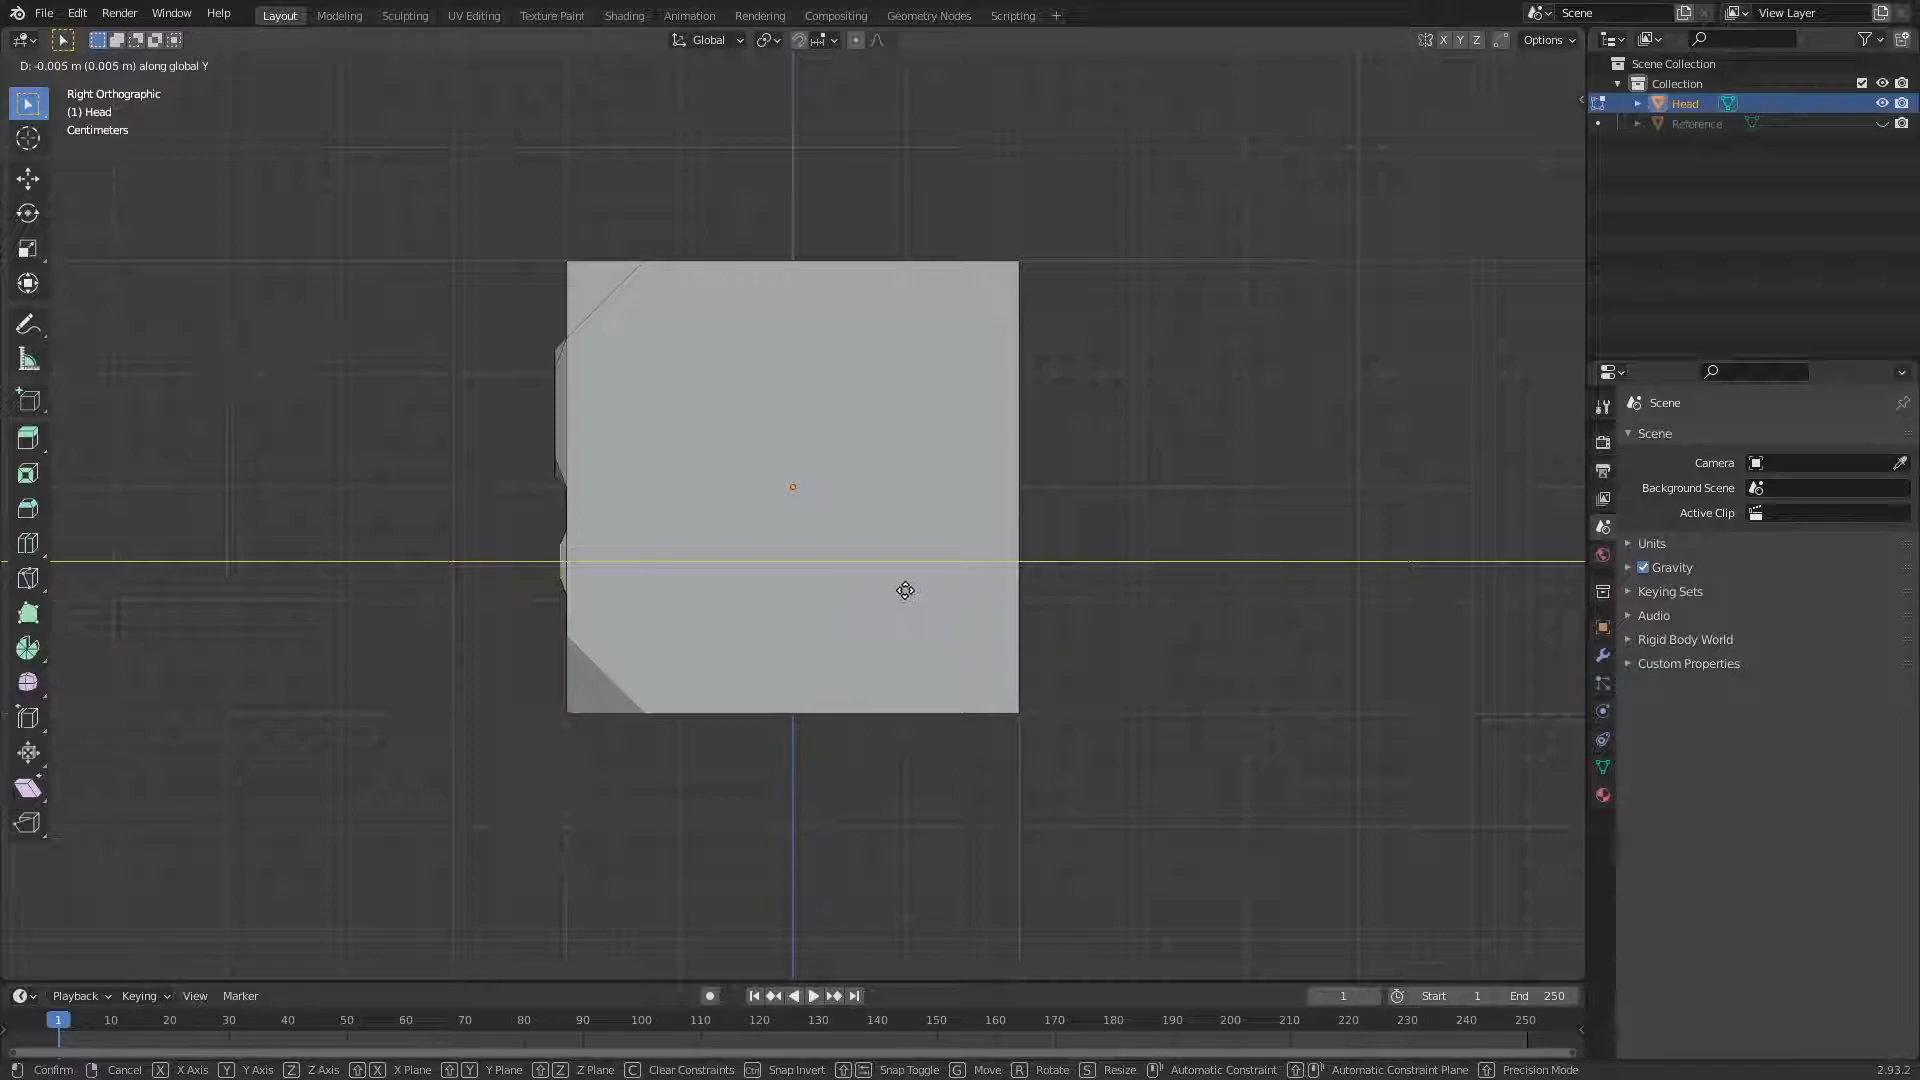 File Edit Render Window Help Layout Modeling Sculpting UV Editing Texture Paint Shading Animation Rendering Compositing Geometry Nodes Scripting + Scene View Layer
Global X Y Z Options
D: -0.005 m (0.005 m) along global Y
Right Orthographic
(1) Head
Centimeters
Scene Collection
Collection
Head
Reference
Scene
Scene
Camera
Background Scene
Active Clip
Units
Gravity
Keying Sets
Audio
Rigid Body World
Custom Properties
Playback Keying View Marker 1 Start 1 End 250
1 10 20 30 40 50 60 70 80 90 100 110 120 130 140 150 160 170 180 190 200 210 220 230 240 250
Confirm Cancel X X Axis Y Y Axis Z Z Axis X X Plane Y Y Plane Z Z Plane C Clear Constraints Ctrl Snap Invert Snap Toggle G Move R Rotate S Resize Automatic Constraint Automatic Constraint Plane Precision Mode 2.93.2